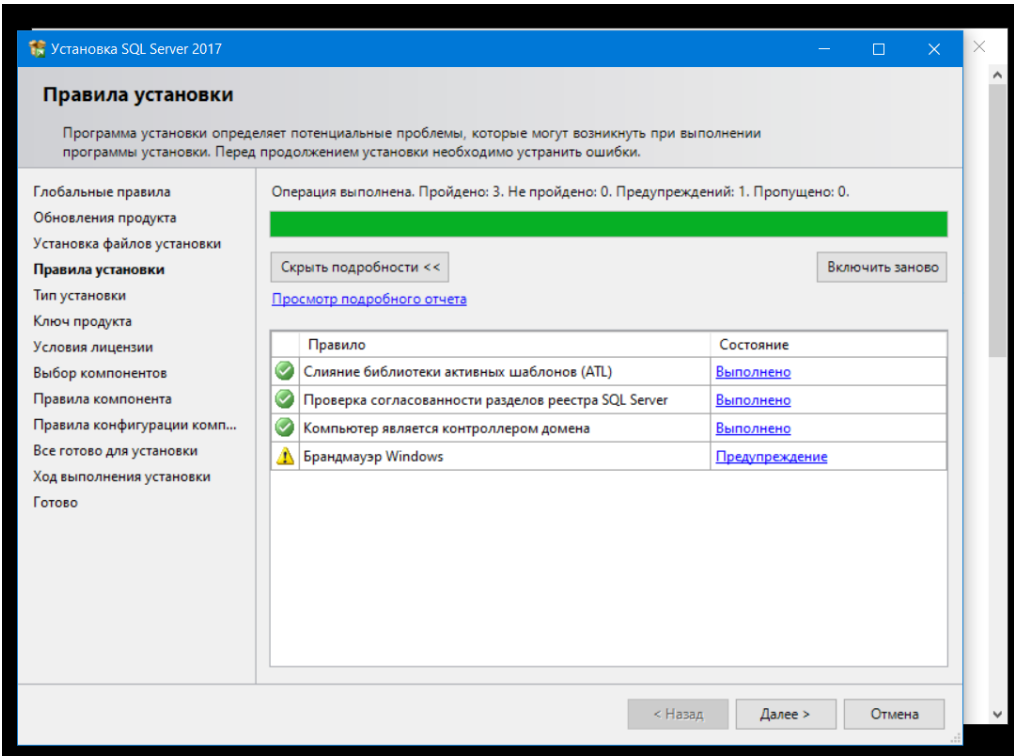 Установка SQL Server 2017
Правила установки
Программа установки определяет потенциальные проблемы, которые могут возникнуть при выполнении
программы установки. Перед продолжением установки необходимо устранить ошибки.
Глобальные правила
Обновления продукта
Установка файлов установки
Правила установки
Тип установки
Ключ продукта
Условия лицензии
Выбор компонентов
Правила компонента
Правила конфигурации комп...
Все готово для установки
Ход выполнения установки
Готово
Операция выполнена. Пройдено: 3. Не пройдено: 0. Предупреждений: 1. Пропущено: 0.
Скрыть подробности <<
Включить заново
Просмотр подробного отчета
Правило Состояние
Слияние библиотеки активных шаблонов (ATL) Выполнено
Проверка согласованности разделов реестра SQL Server Выполнено
Компьютер является контроллером домена Выполнено
Брандмауэр Windows Предупреждение
< Назад Далее > Отмена